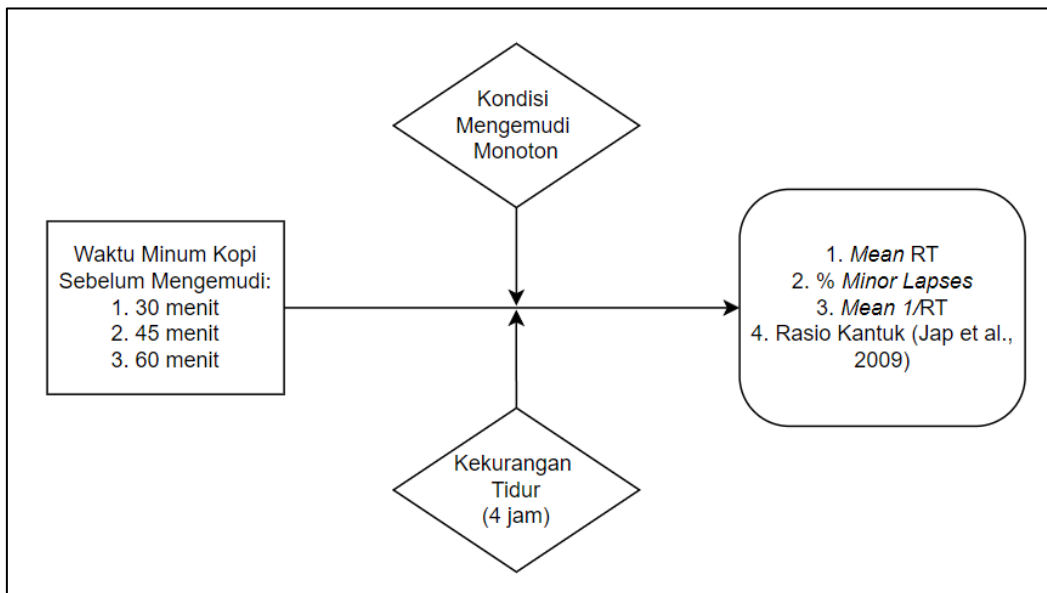 Kondisi
Mengemudi
Monoton
Waktu Minum Kopi
Sebelum Mengemudi:
1. 30 menit
2. 45 menit
3. 60 menit
1. Mean RT
2. % Minor Lapses
3. Mean 1/RT
4. Rasio Kantuk (Jap et al.,
2009)
Kekurangan
Tidur
(4 jam)